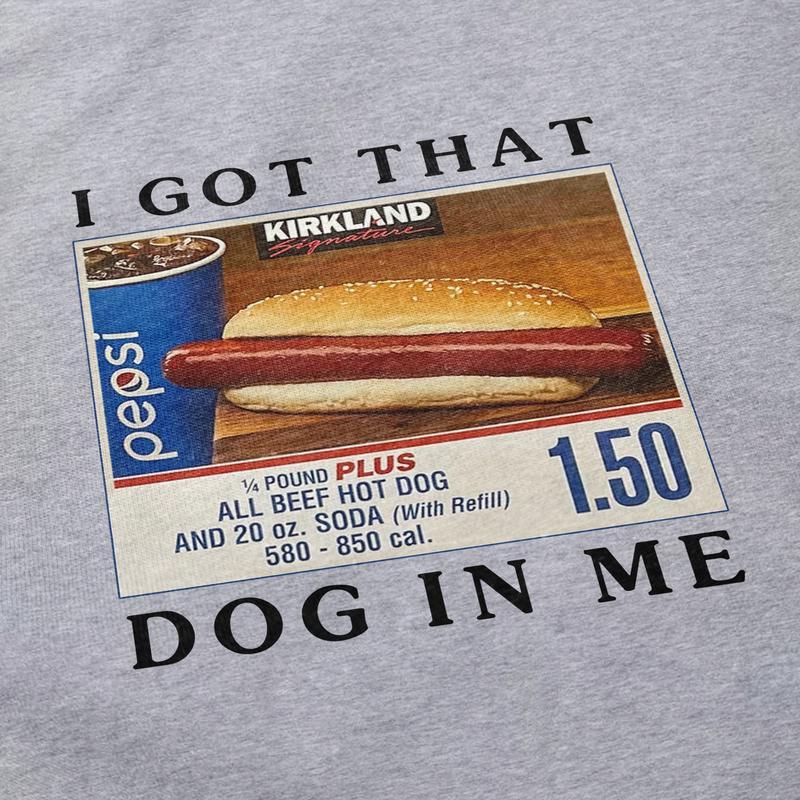 I GOT THAT
KIRKLAND
Signature
pepsi
¼ POUND PLUS
ALL BEEF HOT DOG
AND 20 oz. SODA (With Refill)
580 - 850 cal.
1.50
DOG IN ME